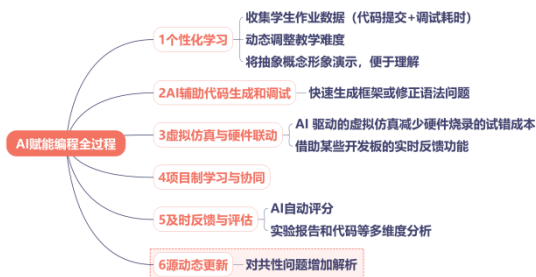 AI赋能编程全过程
1个性化学习
收集学生作业数据（代码提交+调试耗时）
动态调整教学难度
将抽象概念形象演示，便于理解
2AI辅助代码生成和调试
快速生成框架或修正语法问题
3虚拟仿真与硬件联动
AI 驱动的虚拟仿真减少硬件烧录的试错成本
借助某些开发板的实时反馈功能
4项目制学习与协同
5及时反馈与评估
AI自动评分
实验报告和代码等多维度分析
6源动态更新
对共性问题增加解析